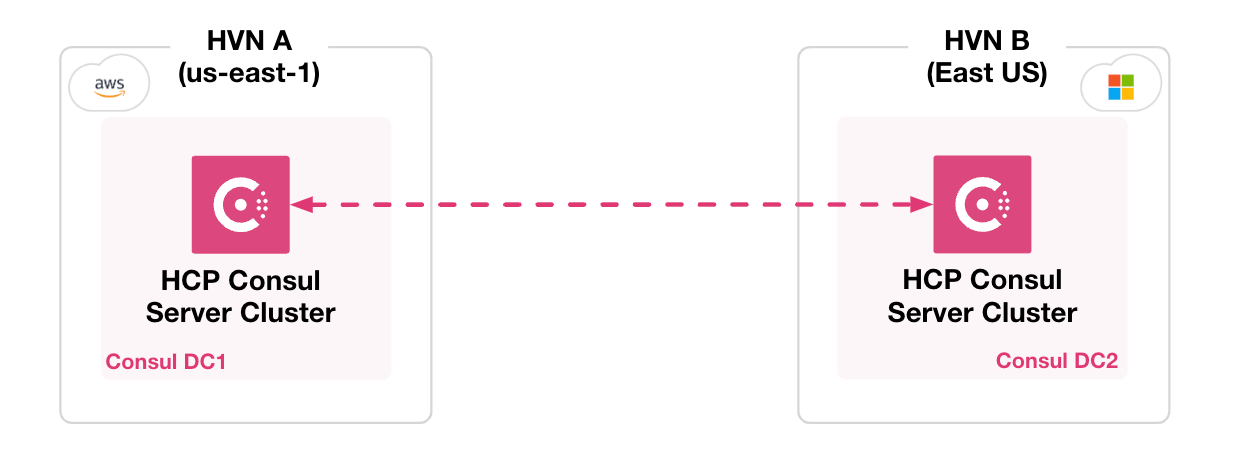 HVN A
(us-east-1)
aws
HCP Consul
Server Cluster
Consul DC1
HVN B
(East US)
HCP Consul
Server Cluster
Consul DC2